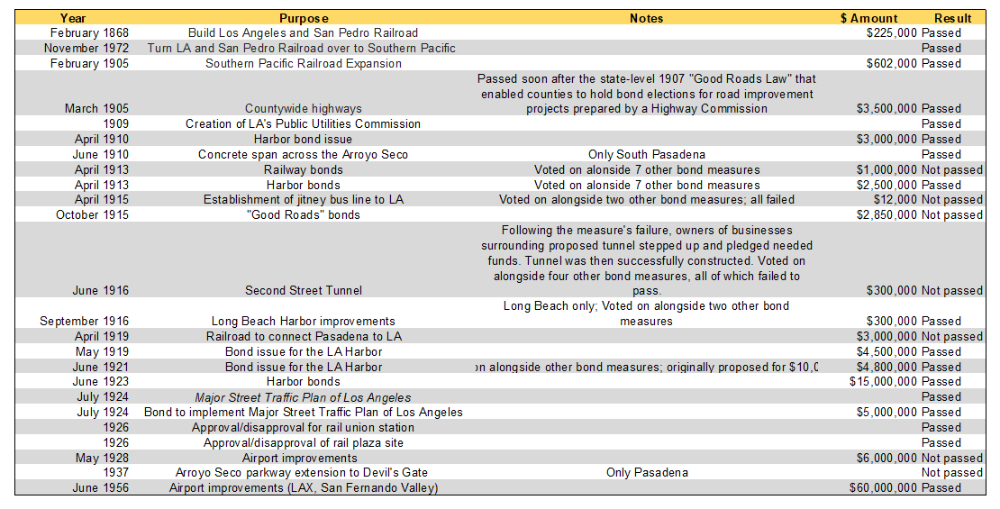 Year Purpose Notes $ Amount Result
February 1868 Build Los Angeles and San Pedro Railroad $225,000 Passed
November 1972 Turn LA and San Pedro Railroad over to Southern Pacific Passed
February 1905 Southern Pacific Railroad Expansion $602,000 Passed
Passed soon after the state-level 1907 "Good Roads Law" that
enabled counties to hold bond elections for road improvement
March 1905 Countywide highways projects prepared by a Highway Commission $3,500,000 Passed
1909 Creation of LA's Public Utilities Commission Passed
April 1910 Harbor bond issue $3,000,000 Passed
June 1910 Concrete span across the Arroyo Seco Only South Pasadena Passed
April 1913 Railway bonds Voted on alonside 7 other bond measures $1,000,000 Not passed
April 1913 Harbor bonds Voted on alonside 7 other bond measures $2,500,000 Passed
April 1915 Establishment of jitney bus line to LA Voted on alongside two other bond measures; all failed $12,000 Not passed
October 1915 "Good Roads" bonds $2,850,000 Not passed
Following the measure's failure, owners of businesses
surrounding proposed tunnel stepped up and pledged needed
funds. Tunnel was then successfully constructed. Voted on
alongside four other bond measures, all of which failed to
June 1916 Second Street Tunnel pass. $300,000 Not passed
Long Beach only; Voted on alongside two other bond
September 1916 Long Beach Harbor improvements measures $300,000 Passed
April 1919 Railroad to connect Pasadena to LA $3,000,000 Not passed
May 1919 Bond issue for the LA Harbor $4,500,000 Passed
June 1921 Bond issue for the LA Harbor on alongside other bond measures; originally proposed for $10,0 $4,800,000 Passed
June 1923 Harbor bonds $15,000,000 Passed
July 1924 Major Street Traffic Plan of Los Angeles Passed
July 1924 Bond to implement Major Street Traffic Plan of Los Angeles $5,000,000 Passed
1926 Approval/disapproval for rail union station Passed
1926 Approval/disapproval of rail plaza site Passed
May 1928 Airport improvements $6,000,000 Not passed
1937 Arroyo Seco parkway extension to Devil's Gate Only Pasadena Not passed
June 1956 Airport improvements (LAX, San Fernando Valley) $60,000,000 Passed